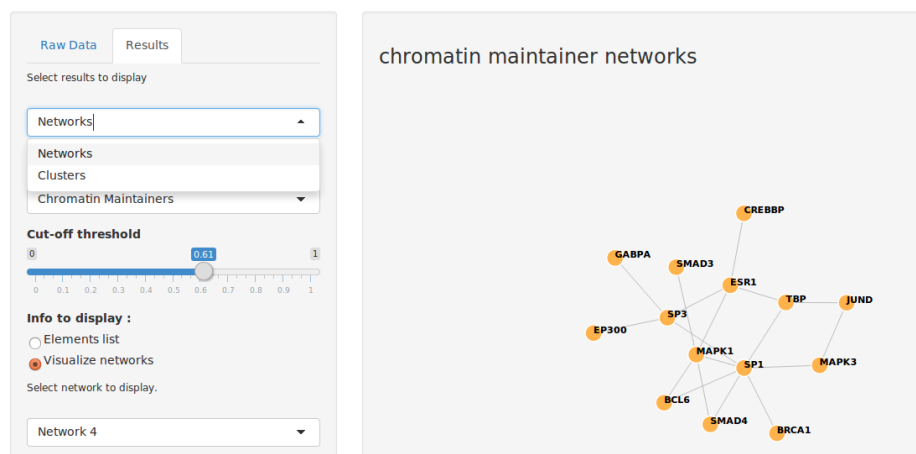 Raw Data
Results
Select results to display
Networks
Networks
Clusters
Chromatin Maintainers
Cut-off threshold
0 0.61 1
0 0.1 0.2 0.3 0.4 0.5 0.6 0.7 0.8 0.9 1
Info to display :
Elements list
Visualize networks
Select network to display.
Network 4
chromatin maintainer networks
CREBBP
GABPA
SMAD3
ESR1
TBP
JUND
SP3
EP300
MAPK1
SP1
MAPK3
BCL6
SMAD4
BRCA1